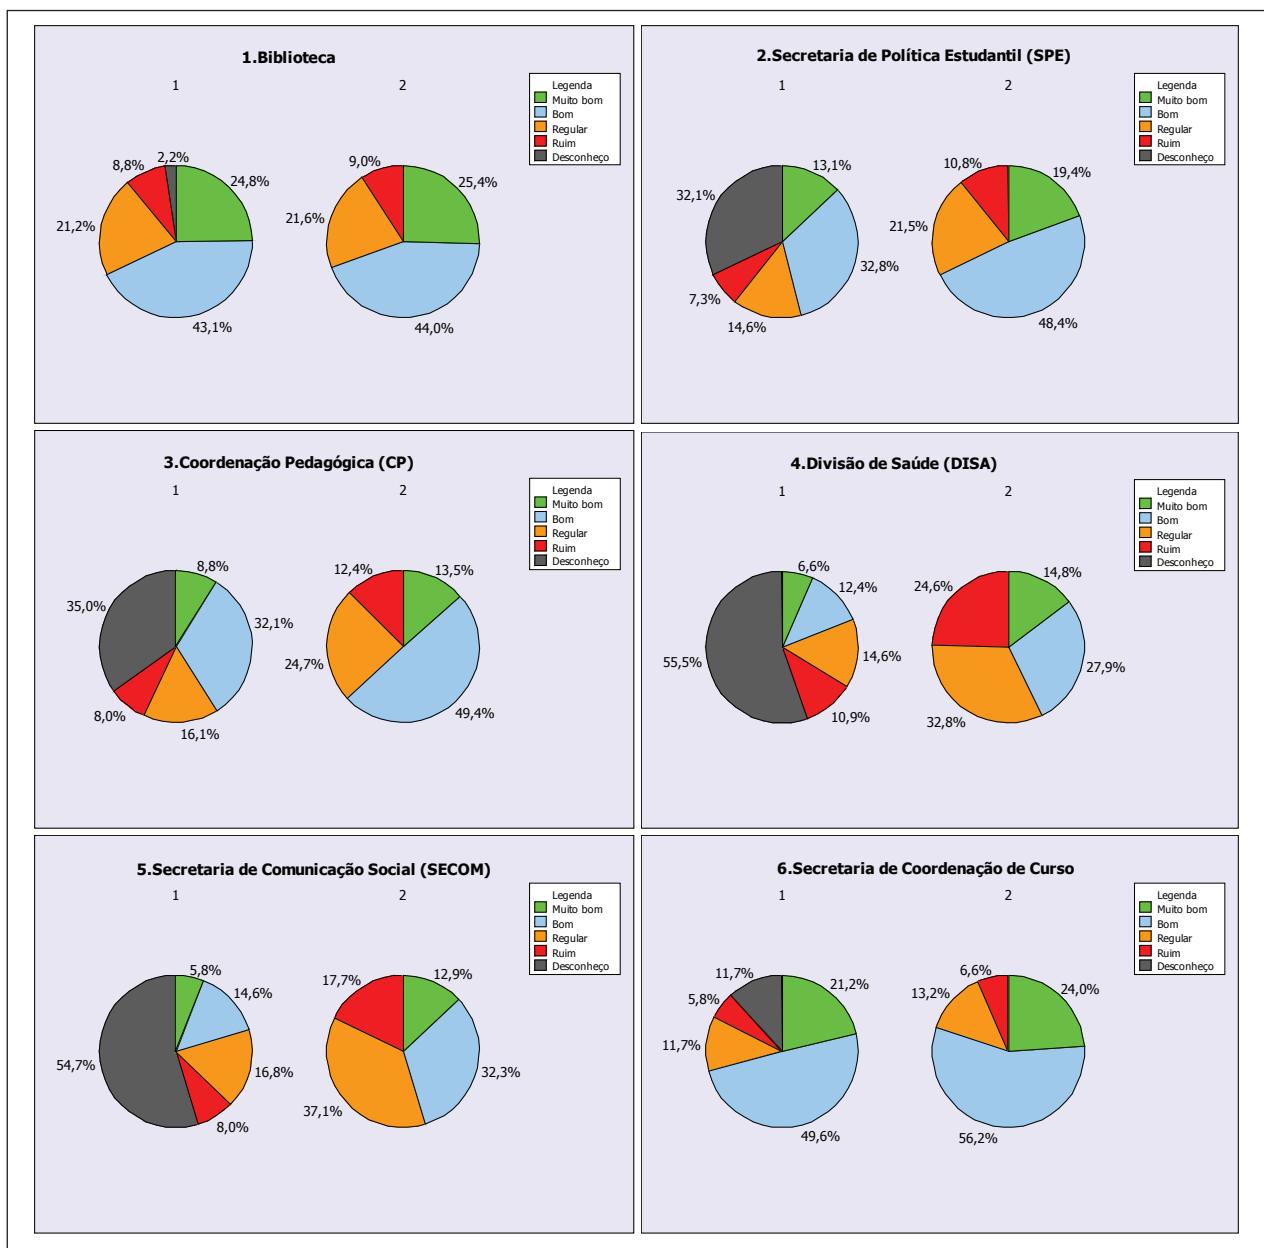 1.Biblioteca
1
2
Legenda
Muito bom
Bom
Regular
Ruim
Desconheço
2,2%
8,8%
24,8%
21,2%
43,1%
9,0%
25,4%
21,6%
44,0%
2.Secretaria de Política Estudantil (SPE)
1
2
Legenda
Muito bom
Bom
Regular
Ruim
Desconheço
13,1%
32,1%
32,8%
7,3%
14,6%
10,8%
19,4%
21,5%
48,4%
3.Coordenação Pedagógica (CP)
1
2
Legenda
Muito bom
Bom
Regular
Ruim
Desconheço
8,8%
35,0%
32,1%
8,0%
16,1%
12,4%
13,5%
24,7%
49,4%
4.Divisão de Saúde (DISA)
1
2
Legenda
Muito bom
Bom
Regular
Ruim
Desconheço
6,6%
12,4%
55,5%
14,6%
10,9%
24,6%
14,8%
27,9%
32,8%
5.Secretaria de Comunicação Social (SECOM)
1
2
Legenda
Muito bom
Bom
Regular
Ruim
Desconheço
5,8%
14,6%
54,7%
16,8%
8,0%
17,7%
12,9%
32,3%
37,1%
6.Secretaria de Coordenação de Curso
1
2
Legenda
Muito bom
Bom
Regular
Ruim
Desconheço
11,7%
21,2%
5,8%
11,7%
49,6%
6,6%
24,0%
13,2%
56,2%